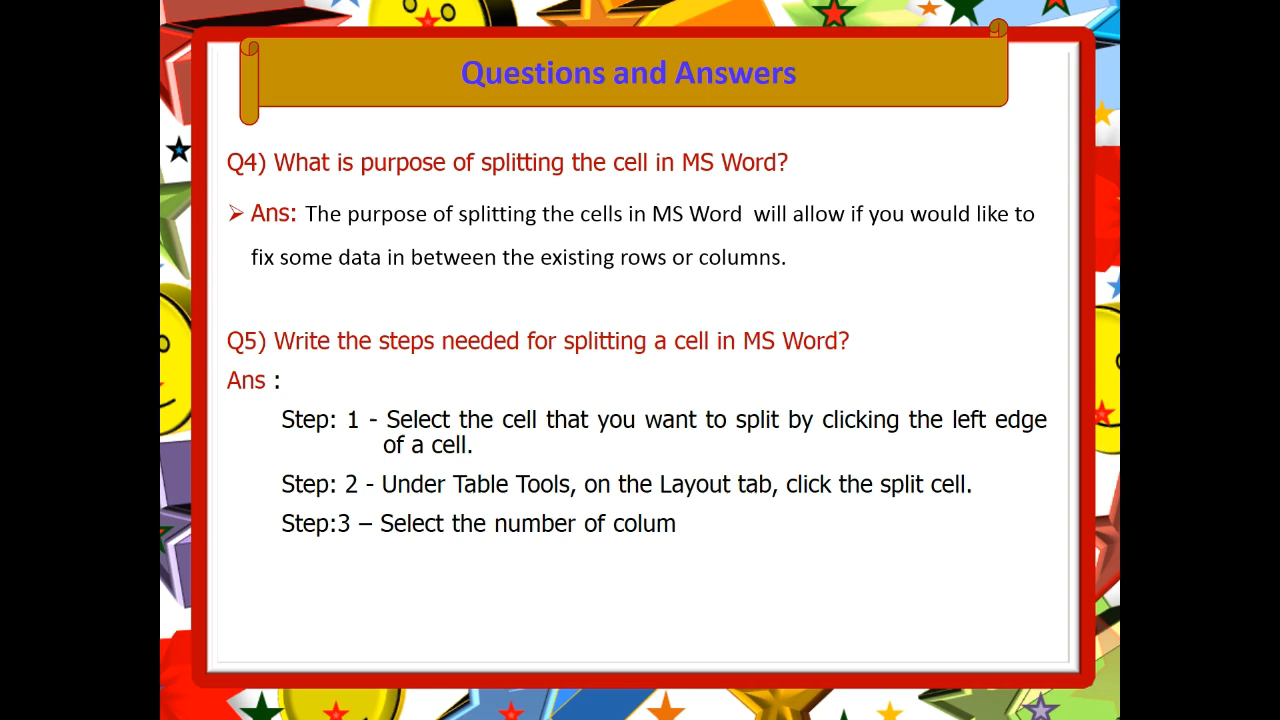 Questions and Answers
Q4) What is purpose of splitting the cell in MS Word?
➢ Ans: The purpose of splitting the cells in MS Word  will allow if you would like to
fix some data in between the existing rows or columns.
Q5) Write the steps needed for splitting a cell in MS Word?
Ans :
Step: 1 - Select the cell that you want to split by clicking the left edge
of a cell.
Step: 2 - Under Table Tools, on the Layout tab, click the split cell.
Step:3 – Select the number of colum